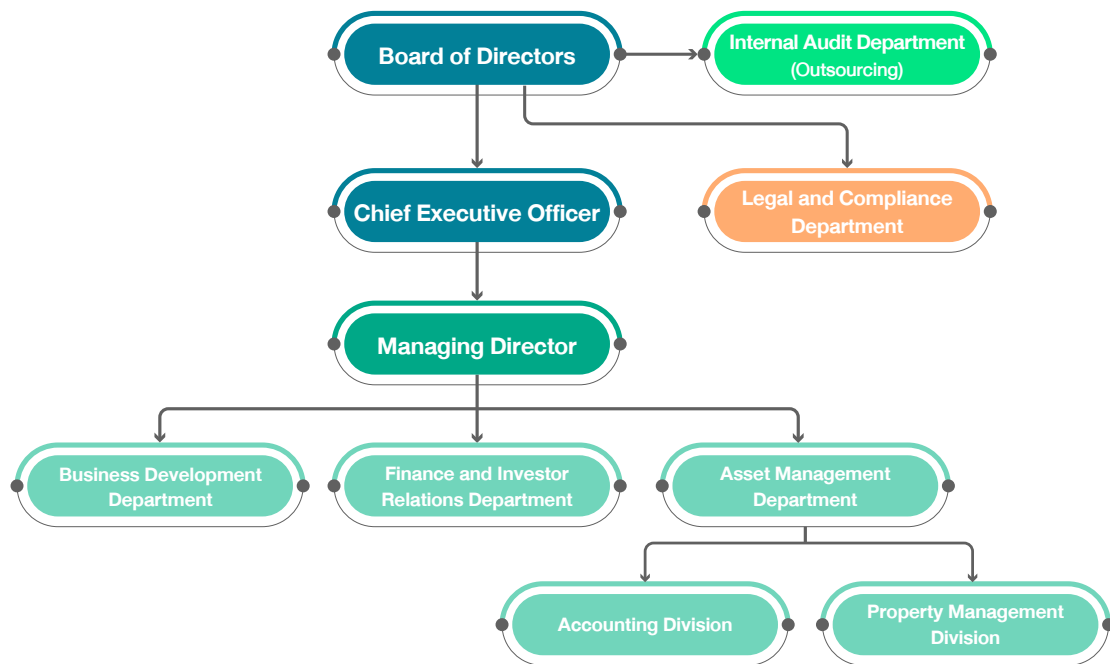 Board of Directors
Internal Audit Department
(Outsourcing)
Chief Executive Officer
Legal and Compliance
Department
Managing Director
Business Development
Department
Finance and Investor
Relations Department
Asset Management
Department
Accounting Division
Property Management
Division